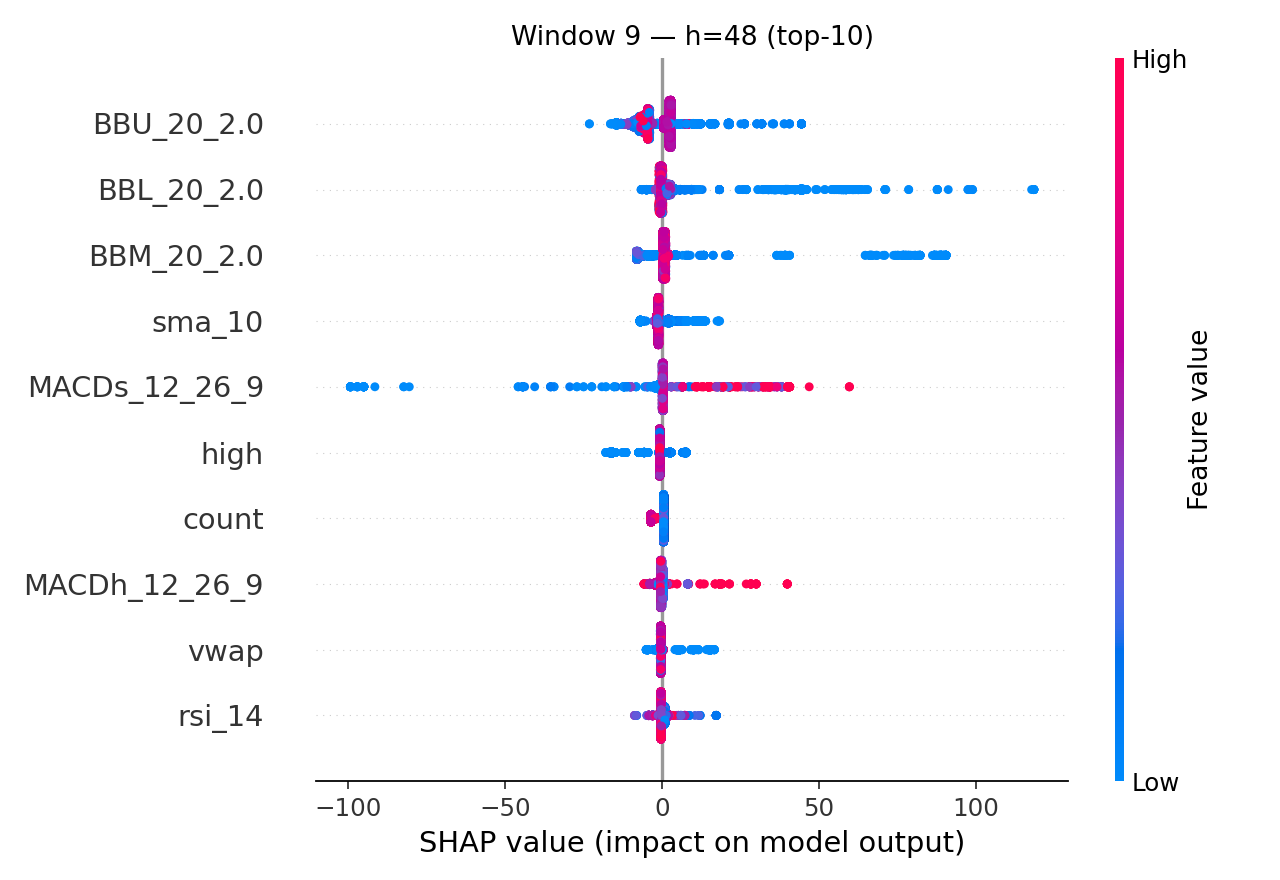 Window 9 — h=48 (top-10)
High
BBU_20_2.0
BBL_20_2.0
BBM_20_2.0
sma_10
MACDs_12_26_9
high
count
MACDh_12_26_9
vwap
rsi_14
Feature value
Low
−100 −50 0 50 100
SHAP value (impact on model output)